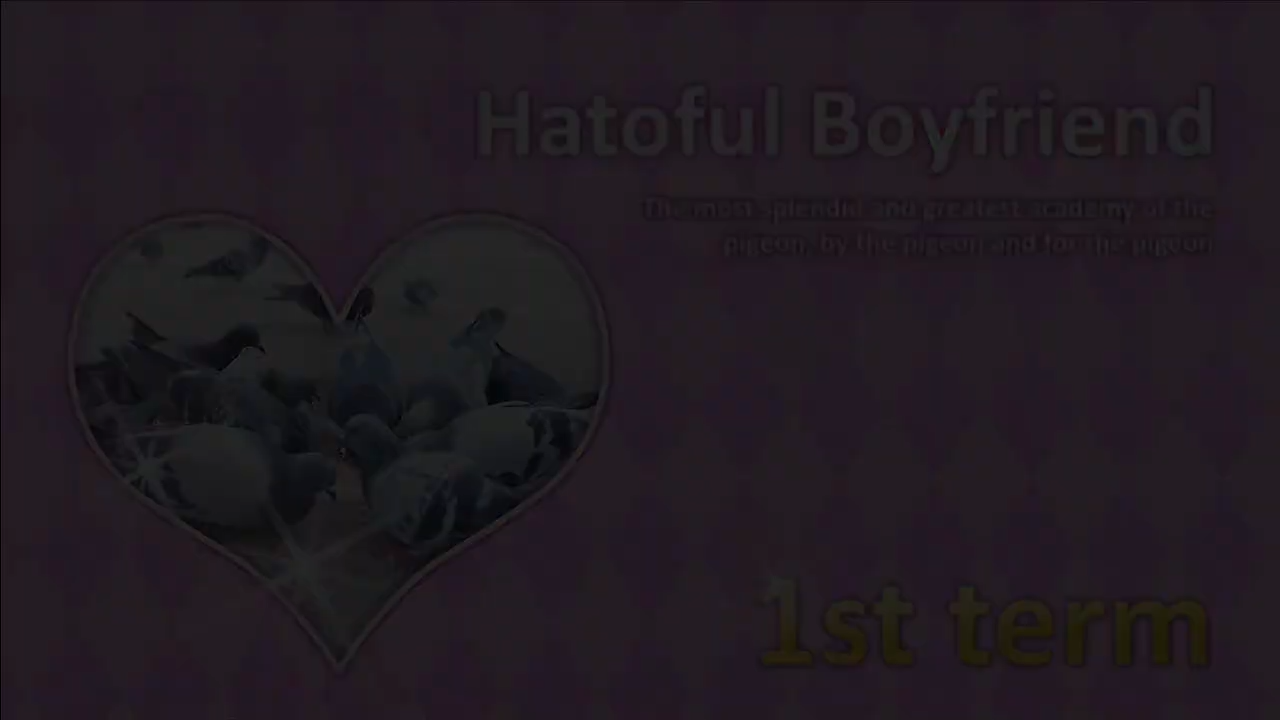 Hatoful Boyfriend
The most splendid and greatest academy of the
pigeon, by the pigeon and for the pigeon
1st term